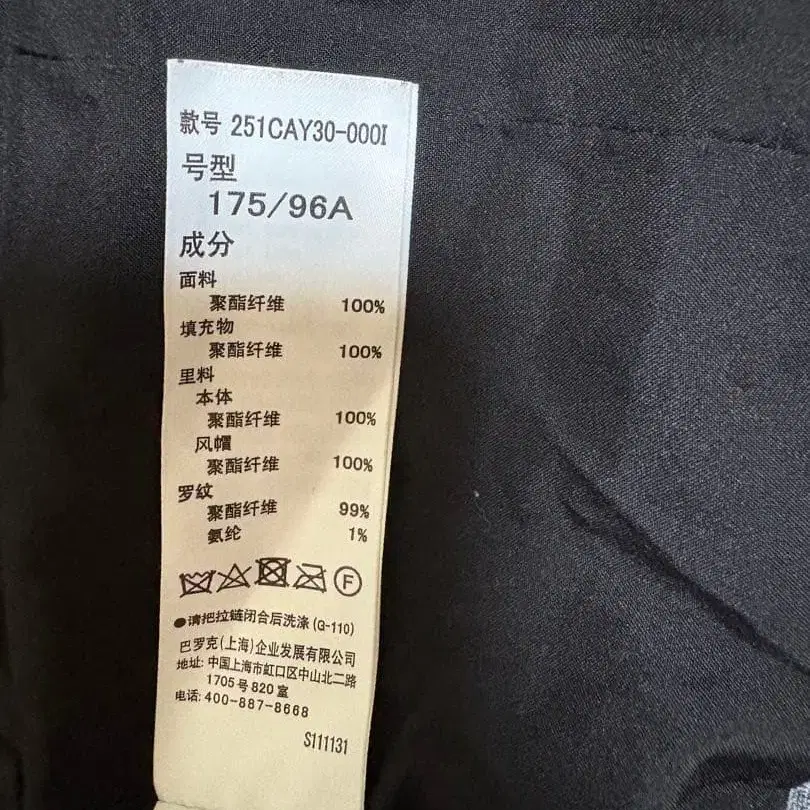 款号 251CAY30-000I
号型
175/96A
成分
面料
聚酯纤维 100%
填充物
聚酯纤维 100%
里料
本体
聚酯纤维 100%
风帽
聚酯纤维 100%
罗纹
聚酯纤维 99%
氨纶 1%
F
●请把拉链闭合后洗涤(G-110)
巴罗克(上海)企业发展有限公司
地址: 中国上海市虹口区中山北二路
1705号820室
电话: 400-887-8668
S111131